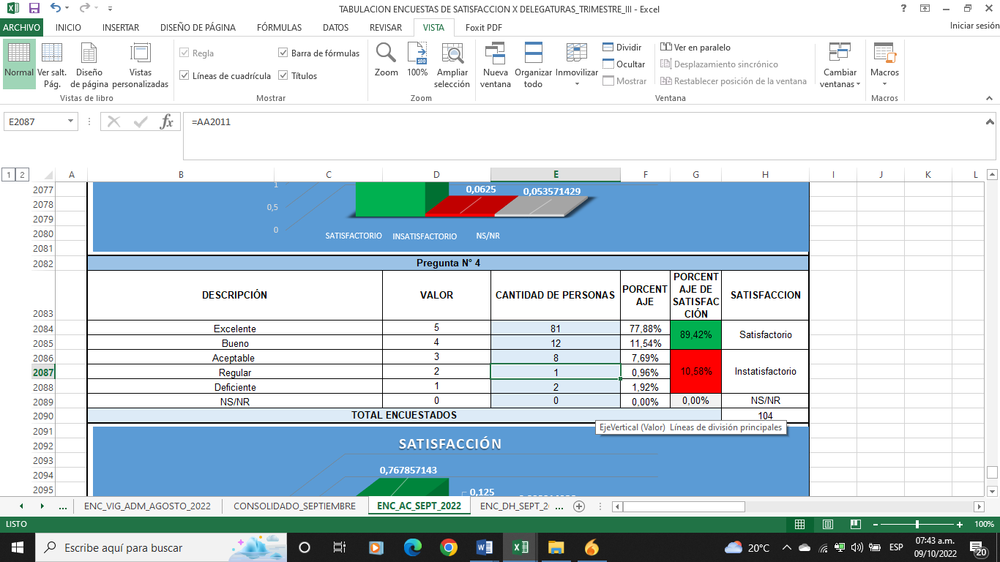 TABULACION ENCUESTAS DE SATISFACCION X DELEGATURAS_TRIMESTRE_III - Excel
ARCHIVO INICIO INSERTAR DISEÑO DE PÁGINA FÓRMULAS DATOS REVISAR VISTA Foxit PDF Iniciar sesión
Normal Ver salt. Pág. Diseño de página Vistas personalizadas
Vistas de libro
Regla Barra de fórmulas
Líneas de cuadrícula Títulos
Mostrar
Zoom 100% Ampliar selección
Zoom
Nueva ventana Organizar todo Inmovilizar
Dividir
Ocultar
Mostrar
Ver en paralelo
Desplazamiento sincrónico
Restablecer posición de la ventana
Cambiar ventanas
Ventana
Macros
Macros
E2087 fx =AA2011
1 2 A B C D E F G H I J K L
2077 1 0,0625 0,053571429
2078 0,5
2079
2080 0 SATISFACTORIO INSATISFACTORIO NS/NR
2081
2082 Pregunta N° 4
2083 DESCRIPCIÓN VALOR CANTIDAD DE PERSONAS PORCENTAJE PORCENTAJE DE SATISFACCIÓN SATISFACCION
2084 Excelente 5 81 77,88% 89,42% Satisfactorio
2085 Bueno 4 12 11,54%
2086 Aceptable 3 8 7,69%
2087 Regular 2 1 0,96% 10,58% Instatisfactorio
2088 Deficiente 1 2 1,92%
2089 NS/NR 0 0 0,00% 0,00% NS/NR
2090 TOTAL ENCUESTADOS 104
EjeVertical (Valor) Líneas de división principales
2091
2092 SATISFACCIÓN
2093
2094 0,767857143
2095 0,125
... ENC_VIG_ADM_AGOSTO_2022 CONSOLIDADO_SEPTIEMBRE ENC_AC_SEPT_2022 ENC_DH_SEPT_2 ...
LISTO 100%
Escribe aquí para buscar 20°C ESP 07:43 a.m.
09/10/2022 20